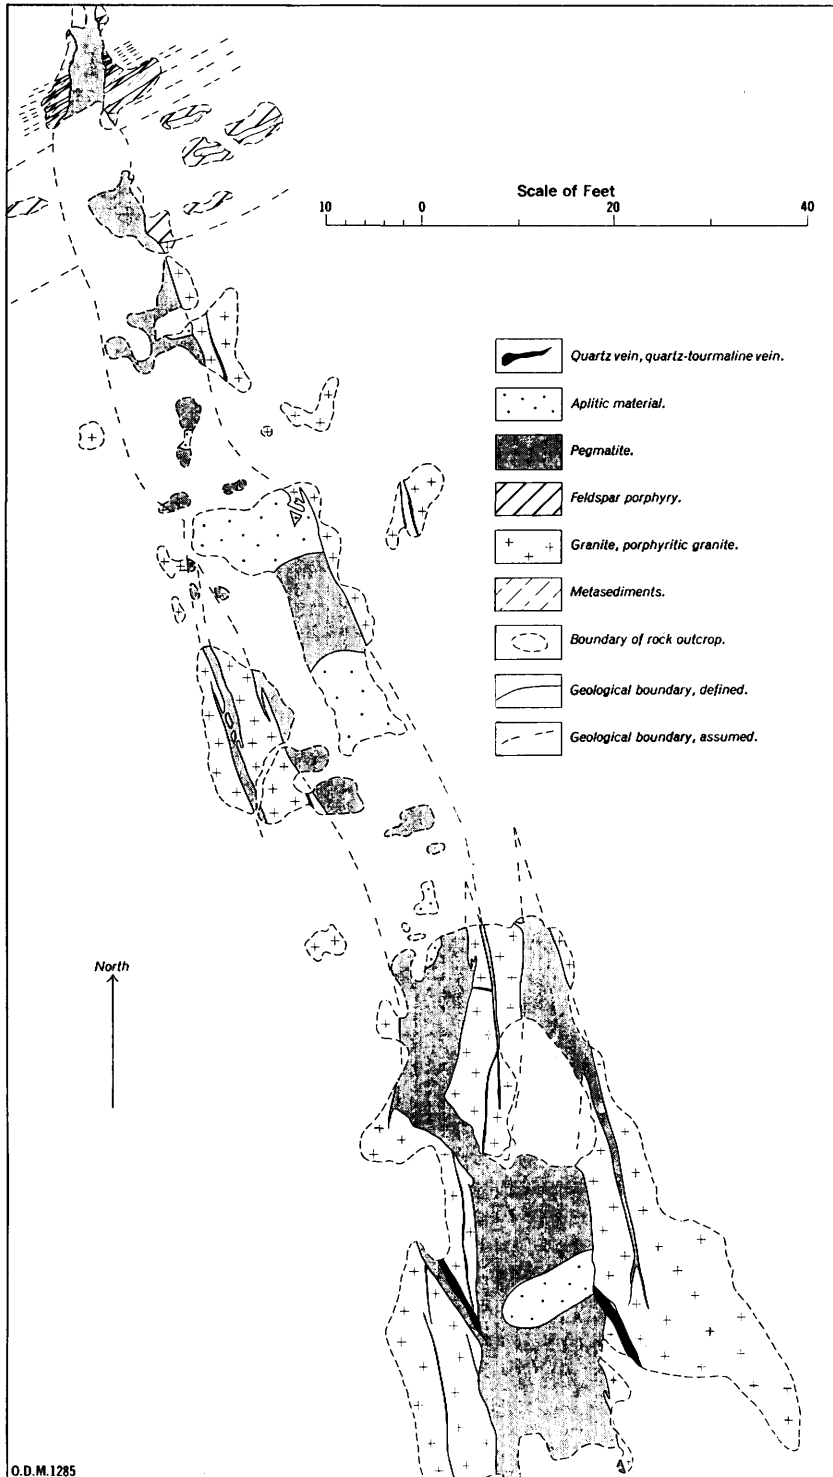 Scale of Feet
10 0 20 40
Quartz vein, quartz-tourmaline vein.
Aplitic material.
Pegmatite.
Feldspar porphyry.
Granite, porphyritic granite.
Metasediments.
Boundary of rock outcrop.
Geological boundary, defined.
Geological boundary, assumed.
North
O.D.M.1285